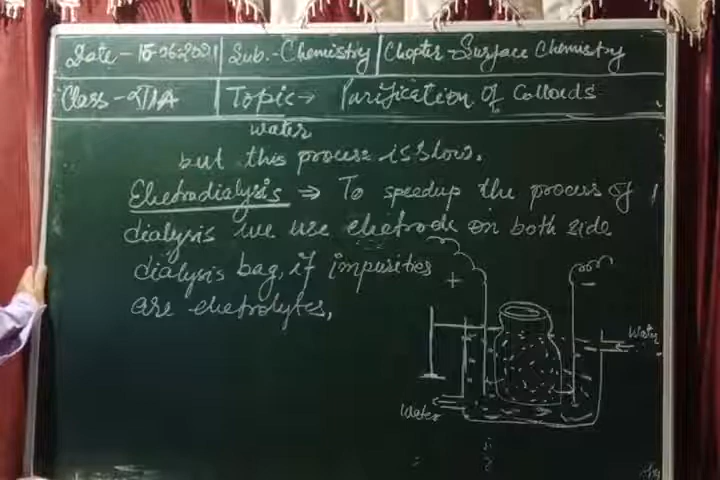 Date - 15-06-2021 Sub. - Chemistry Chapter - Surface Chemistry
Class - XII A Topic → Purification Of Colloids
water
but this process is slow.
Electrodialysis ⇒ To speedup the process of
dialysis we use electrode on both side
dialysis bag, if impurities
are electrolytes,
+ -
Water
Water